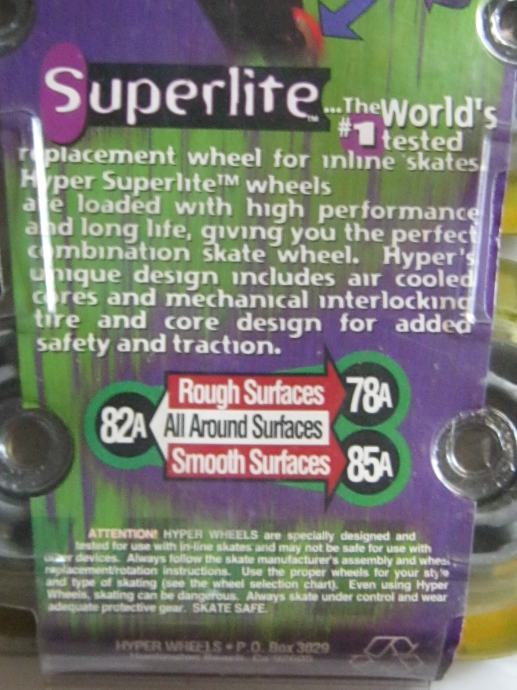 Superlite™...The World's
#1 tested
replacement wheel for inline skates.
Hyper Superlite™ wheels
are loaded with high performance
and long life, giving you the perfect
combination skate wheel. Hyper's
unique design includes air cooled
cores and mechanical interlocking
tire and core design for added
safety and traction.
Rough Surfaces 78A
82A All Around Surfaces
Smooth Surfaces 85A
ATTENTION! HYPER WHEELS are specially designed and
tested for use with in-line skates and may not be safe for use with
other devices. Always follow the skate manufacturer's assembly and wheel
replacement/rotation instructions. Use the proper wheels for your style
and type of skating (see the wheel selection chart). Even using Hyper
Wheels, skating can be dangerous. Always skate under control and wear
adequate protective gear. SKATE SAFE.
HYPER WHEELS • P.O. Box 3029